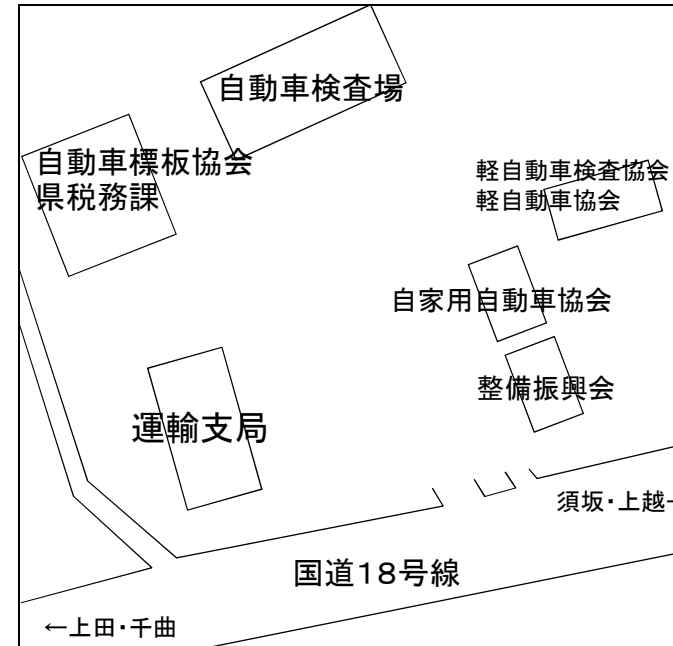 自動車検査場
自動車標板協会
県税務課
軽自動車検査協会
軽自動車協会
自家用自動車協会
整備振興会
運輸支局
須坂・上越
国道18号線
←上田・千曲